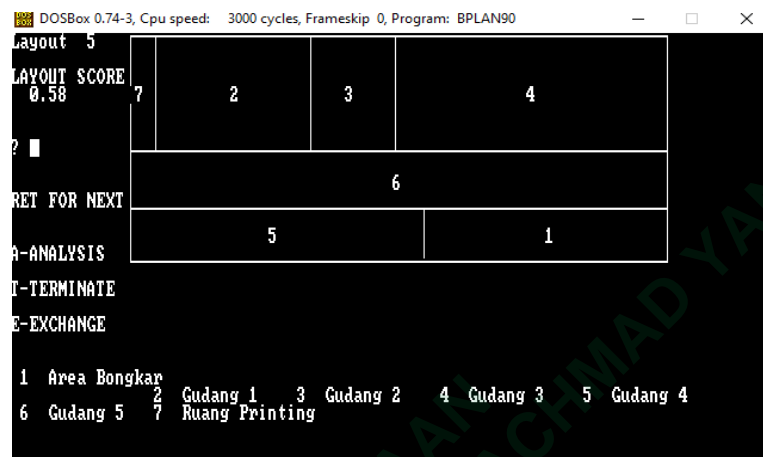 DOSBox 0.74-3, Cpu speed: 3000 cycles, Frameskip 0, Program: BPLAN90
Layout 5
LAYOUT SCORE
0.58
7 2 3 4
?
6
RET FOR NEXT
5 1
A-ANALYSIS
T-TERMINATE
E-EXCHANGE
1 Area Bongkar
2 Gudang 1 3 Gudang 2 4 Gudang 3 5 Gudang 4
6 Gudang 5 7 Ruang Printing